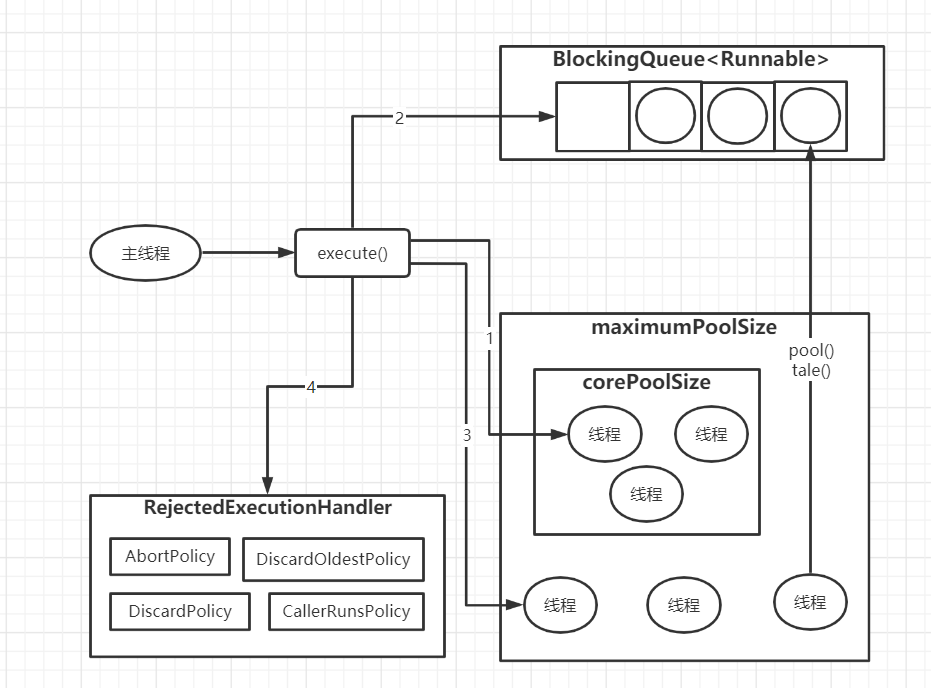 BlockingQueue<Runnable>
2
主线程
execute()
1
maximumPoolSize
pool()
tale()
corePoolSize
4
3
线程
线程
线程
RejectedExecutionHandler
AbortPolicy
DiscardOldestPolicy
DiscardPolicy
CallerRunsPolicy
线程
线程
线程